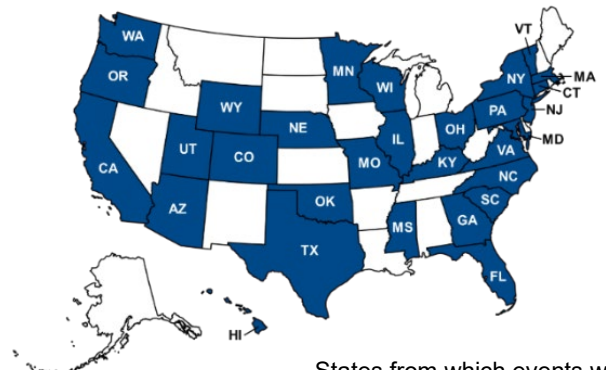 VT
WA
MN
OR
WI
NY
MA
CT
WY
PA
NJ
NE
IL
OH
MD
UT
CO
MO
KY
VA
CA
NC
OK
SC
AZ
MS
GA
TX
FL
HI
States from which events w